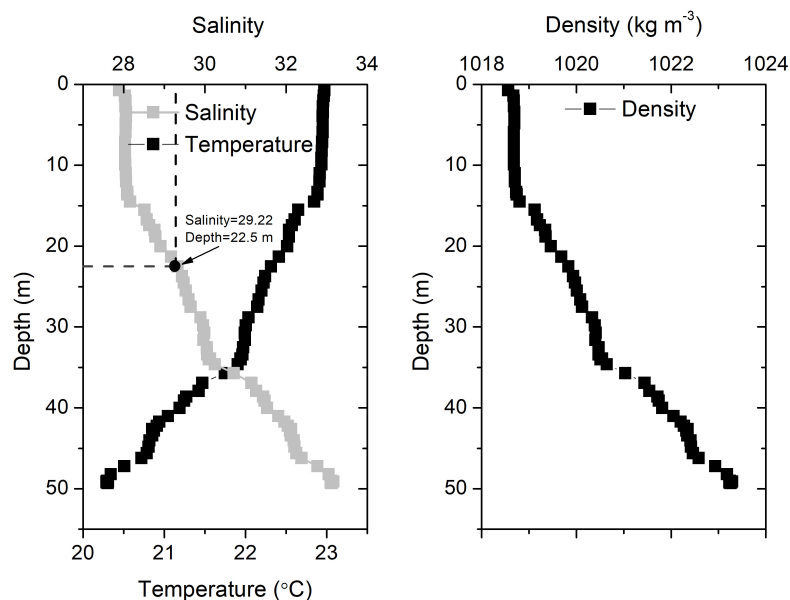 Salinity
28 30 32 34
0
10
20
30
40
50
Depth (m)
Salinity
Temperature
Salinity=29.22
Depth=22.5 m
20 21 22 23
Temperature (°C)
Density (kg m⁻³)
1018 1020 1022 1024
0
10
20
30
40
50
Depth (m)
Density